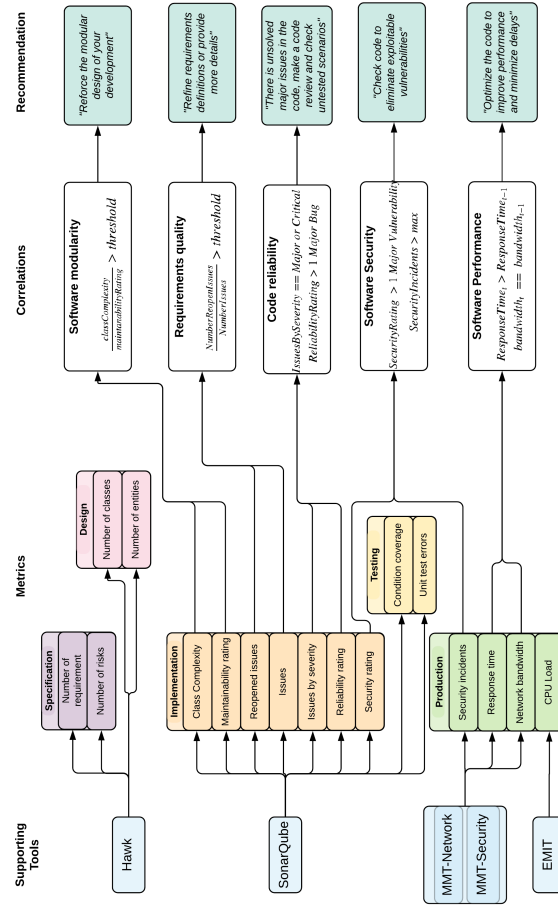 Supporting
Tools
Metrics
Correlations
Recommendation
Hawk
SonarQube
MMT-Network
MMT-Security
EMIT
Specification
Number of
requirement
Number of risks
Design
Number of classes
Number of entities
Implementation
Class Complexity
Maintainability rating
Reopened issues
Issues
Issues by severity
Reliability rating
Security rating
Testing
Condition coverage
Unit test errors
Production
Security incidents
Response time
Network bandwidth
CPU Load
Software modularity
classComplexity
maintanabilityRating
> threshold
Requirements quality
NumberReopenIssues
NumberIssues
> threshold
Code reliability
IssuesBySeverity == Major or Critical
ReliabilityRating > 1 Major Bug
Software Security
SecurityRating > 1 Major Vulnerability
SecurityIncidents > max
Software Performance
ResponseTimeₜ > ResponseTimeₜ₋₁
bandwidthₜ == bandwidthₜ₋₁
"Reforce the modular
design of your
development"
"Refine requirements
definitions or provide
more details"
"There is unsolved
major issues in the
code, make a code
review and check
untested scenarios"
"Check code to
eliminate exploitable
vulnerabilities"
"Optimize the code to
improve performance
and minimize delays"